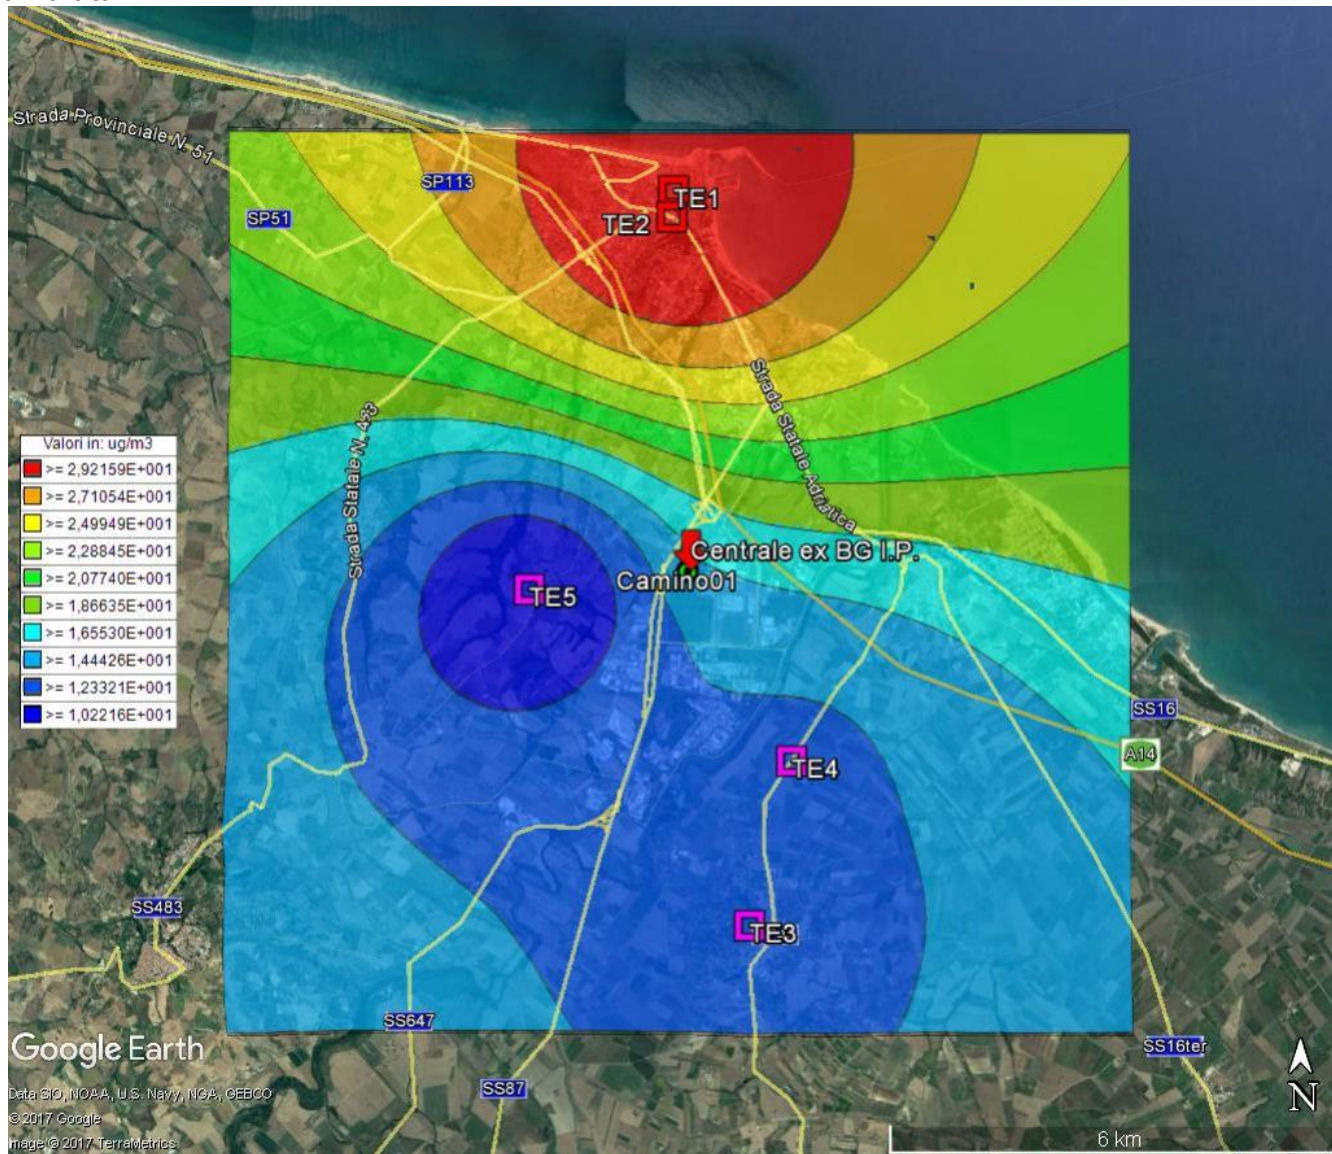 Strada Provinciale N. 51
SP113
SP51
TE1
TE2
Strada Statale Adriatica
Strada Statale N. 483
Valori in: ug/m3
>= 2,92159E+001
>= 2,71054E+001
>= 2,49949E+001
>= 2,28845E+001
>= 2,07740E+001
>= 1,86635E+001
>= 1,65530E+001
>= 1,44426E+001
>= 1,23321E+001
>= 1,02216E+001
Centrale ex BG I.P.
Camino01
TE5
SS16
A14
TE4
SS483
TE3
SS647
Google Earth
SS16ter
N
SS87
Data SIO, NOAA, U.S. Navy, NGA, GEBCO
© 2017 Google
Image © 2017 TerraMetrics
6 km